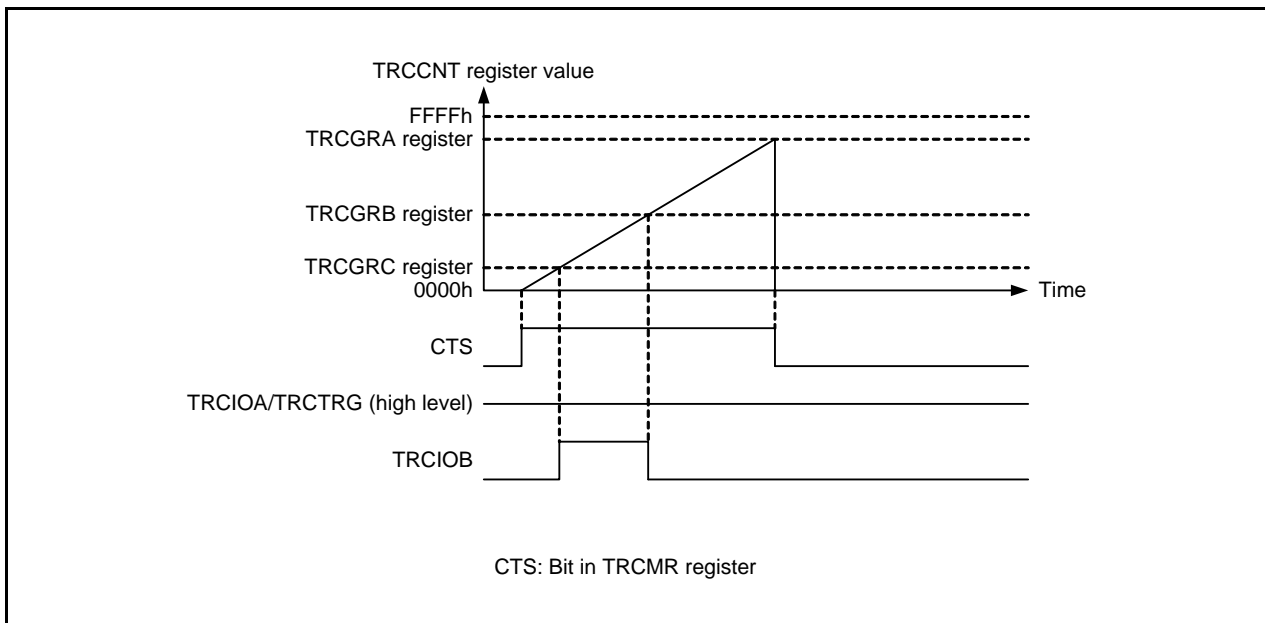 TRCCNT register value
FFFFh
TRCGRA register
TRCGRB register
TRCGRC register
0000h
Time
CTS
TRCIOA/TRCTRG (high level)
TRCIOB
CTS: Bit in TRCMR register